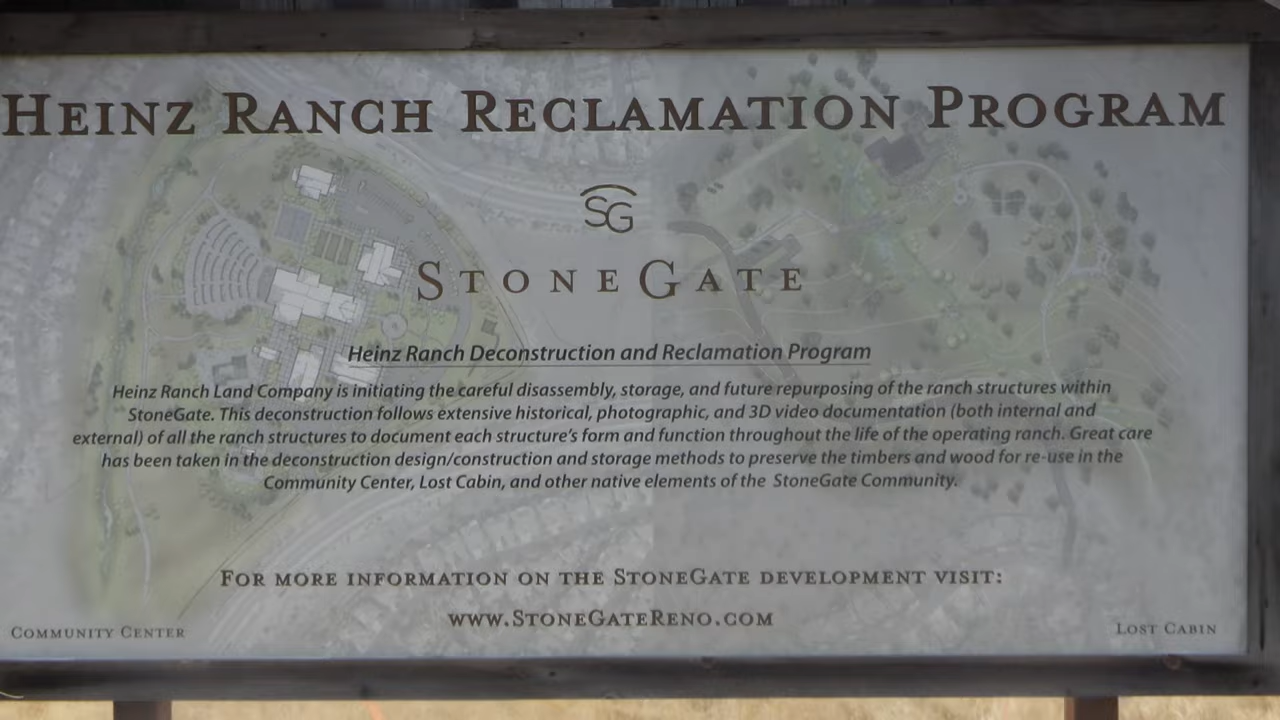 Heinz Ranch Reclamation Program
SG
StoneGate
Heinz Ranch Deconstruction and Reclamation Program
Heinz Ranch Land Company is initiating the careful disassembly, storage, and future repurposing of the ranch structures within
StoneGate. This deconstruction follows extensive historical, photographic, and 3D video documentation (both internal and
external) of all the ranch structures to document each structure's form and function throughout the life of the operating ranch. Great care
has been taken in the deconstruction design/construction and storage methods to preserve the timbers and wood for re-use in the
Community Center, Lost Cabin, and other native elements of the StoneGate Community.
For more information on the StoneGate development visit:
www.StoneGateReno.com
Community Center
Lost Cabin